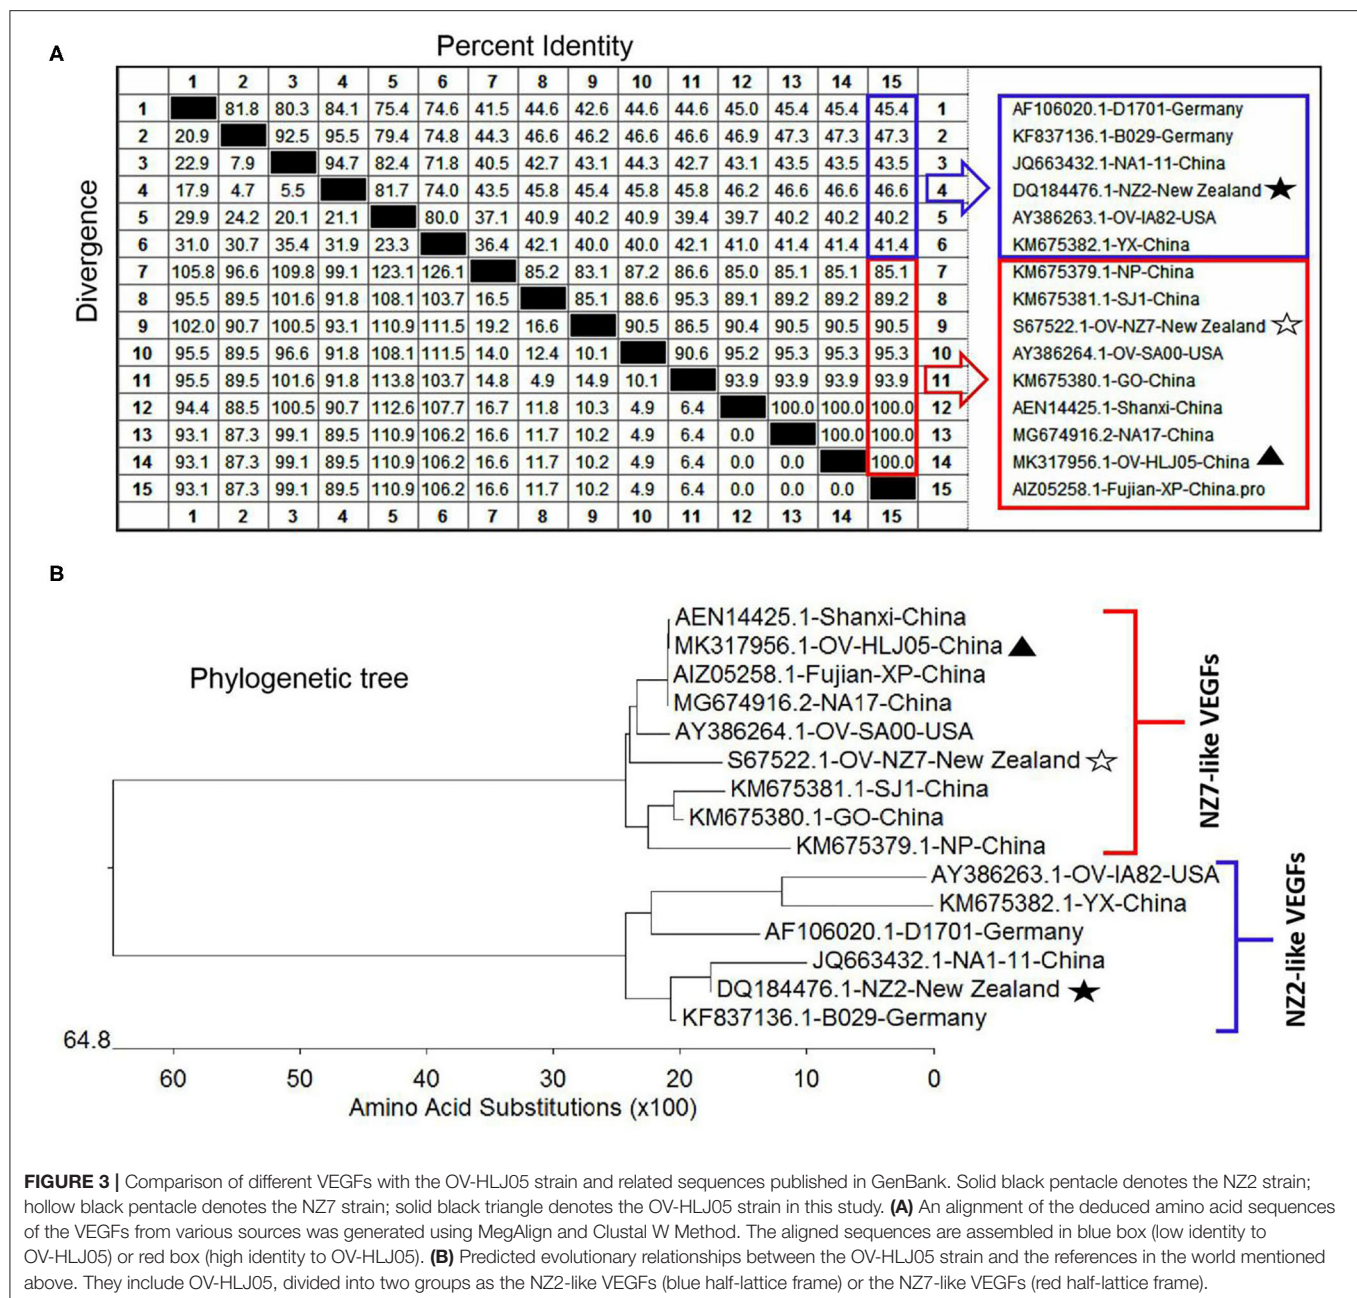 A
Percent Identity
Divergence
1 2 3 4 5 6 7 8 9 10 11 12 13 14 15
1 81.8 80.3 84.1 75.4 74.6 41.5 44.6 42.6 44.6 44.6 45.0 45.4 45.4 45.4 1 AF106020.1-D1701-Germany
2 20.9 92.5 95.5 79.4 74.8 44.3 46.6 46.2 46.6 46.6 46.9 47.3 47.3 47.3 2 KF837136.1-B029-Germany
3 22.9 7.9 94.7 82.4 71.8 40.5 42.7 43.1 44.3 42.7 43.1 43.5 43.5 43.5 3 JQ663432.1-NA1-11-China
4 17.9 4.7 5.5 81.7 74.0 43.5 45.8 45.4 45.8 45.8 46.2 46.6 46.6 46.6 4 DQ184476.1-NZ2-New Zealand
5 29.9 24.2 20.1 21.1 80.0 37.1 40.9 40.2 40.9 39.4 39.7 40.2 40.2 40.2 5 AY386263.1-OV-IA82-USA
6 31.0 30.7 35.4 31.9 23.3 36.4 42.1 40.0 40.0 42.1 41.0 41.4 41.4 41.4 6 KM675382.1-YX-China
7 105.8 96.6 109.8 99.1 123.1 126.1 85.2 83.1 87.2 86.6 85.0 85.1 85.1 85.1 7 KM675379.1-NP-China
8 95.5 89.5 101.6 91.8 108.1 103.7 16.5 85.1 88.6 95.3 89.1 89.2 89.2 89.2 8 KM675381.1-SJ1-China
9 102.0 90.7 100.5 93.1 110.9 111.5 19.2 16.6 90.5 86.5 90.4 90.5 90.5 90.5 9 S67522.1-OV-NZ7-New Zealand
10 95.5 89.5 96.6 91.8 108.1 111.5 14.0 12.4 10.1 90.6 95.2 95.3 95.3 95.3 10 AY386264.1-OV-SA00-USA
11 95.5 89.5 101.6 91.8 113.8 103.7 14.8 4.9 14.9 10.1 93.9 93.9 93.9 93.9 11 KM675380.1-GO-China
12 94.4 88.5 100.5 90.7 112.6 107.7 16.7 11.8 10.3 4.9 6.4 100.0 100.0 100.0 12 AEN14425.1-Shanxi-China
13 93.1 87.3 99.1 89.5 110.9 106.2 16.6 11.7 10.2 4.9 6.4 0.0 100.0 100.0 13 MG674916.2-NA17-China
14 93.1 87.3 99.1 89.5 110.9 106.2 16.6 11.7 10.2 4.9 6.4 0.0 0.0 100.0 14 MK317956.1-OV-HLJ05-China
15 93.1 87.3 99.1 89.5 110.9 106.2 16.6 11.7 10.2 4.9 6.4 0.0 0.0 0.0 15 AIZ05258.1-Fujian-XP-China.pro
1 2 3 4 5 6 7 8 9 10 11 12 13 14 15
B
Phylogenetic tree
AEN14425.1-Shanxi-China
MK317956.1-OV-HLJ05-China
AIZ05258.1-Fujian-XP-China
MG674916.2-NA17-China
AY386264.1-OV-SA00-USA
S67522.1-OV-NZ7-New Zealand
KM675381.1-SJ1-China
KM675380.1-GO-China
KM675379.1-NP-China
NZ7-like VEGFs
AY386263.1-OV-IA82-USA
KM675382.1-YX-China
AF106020.1-D1701-Germany
JQ663432.1-NA1-11-China
DQ184476.1-NZ2-New Zealand
KF837136.1-B029-Germany
NZ2-like VEGFs
64.8
60 50 40 30 20 10 0
Amino Acid Substitutions (x100)
FIGURE 3 | Comparison of different VEGFs with the OV-HLJ05 strain and related sequences published in GenBank. Solid black pentacle denotes the NZ2 strain;
hollow black pentacle denotes the NZ7 strain; solid black triangle denotes the OV-HLJ05 strain in this study. (A) An alignment of the deduced amino acid sequences
of the VEGFs from various sources was generated using MegAlign and Clustal W Method. The aligned sequences are assembled in blue box (low identity to
OV-HLJ05) or red box (high identity to OV-HLJ05). (B) Predicted evolutionary relationships between the OV-HLJ05 strain and the references in the world mentioned
above. They include OV-HLJ05, divided into two groups as the NZ2-like VEGFs (blue half-lattice frame) or the NZ7-like VEGFs (red half-lattice frame).